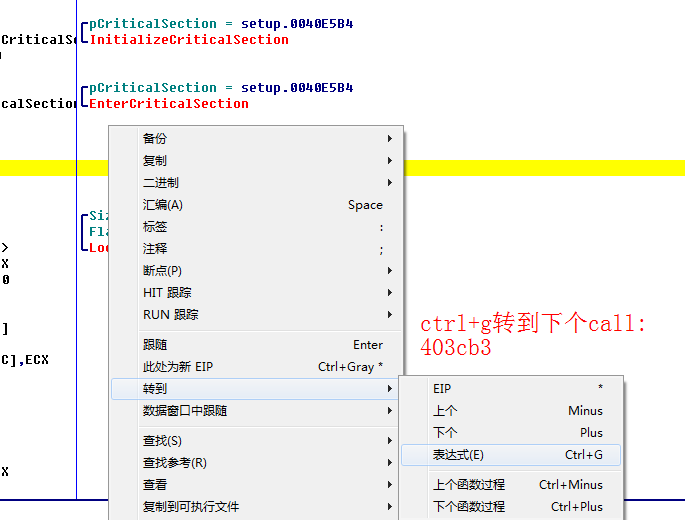 pCriticalSection = setup.0040E5B4
InitializeCriticalSection
pCriticalSection = setup.0040E5B4
EnterCriticalSection
>
X
0
]
C],ECX
X
备份
复制
二进制
汇编(A) Space
标签 :
注释 ;
断点(P)
HIT 跟踪
RUN 跟踪
跟随 Enter
此处为新 EIP Ctrl+Gray *
转到
数据窗口中跟随
查找(S)
查找参考(R)
查看
复制到可执行文件
ctrl+g转到下个call:
403cb3
EIP *
上个 Minus
下个 Plus
表达式(E) Ctrl+G
上个函数过程 Ctrl+Minus
下个函数过程 Ctrl+Plus